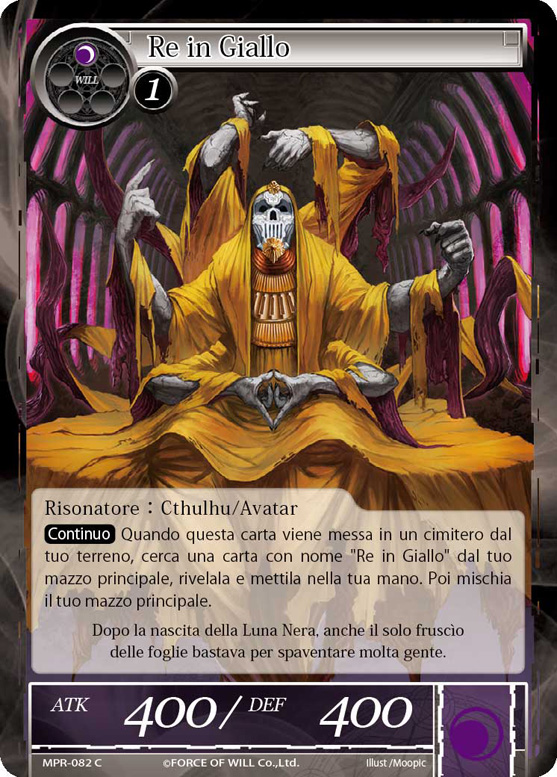 Re in Giallo
WILL
1
Risonatore : Cthulhu/Avatar
Continuo Quando questa carta viene messa in un cimitero dal
tuo terreno, cerca una carta con nome "Re in Giallo" dal tuo
mazzo principale, rivelala e mettila nella tua mano. Poi mischia
il tuo mazzo principale.
Dopo la nascita della Luna Nera, anche il solo fruscìo
delle foglie bastava per spaventare molta gente.
ATK 400 / DEF 400
MPR-082 C ©FORCE OF WILL Co.,Ltd. Illust /Moopic